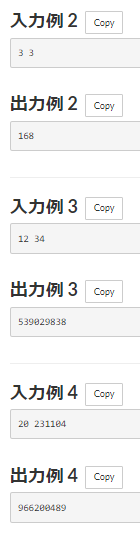 入力例 2 Copy
3 3
出力例 2 Copy
168
入力例 3 Copy
12 34
出力例 3 Copy
539029838
入力例 4 Copy
20 231104
出力例 4 Copy
966200489